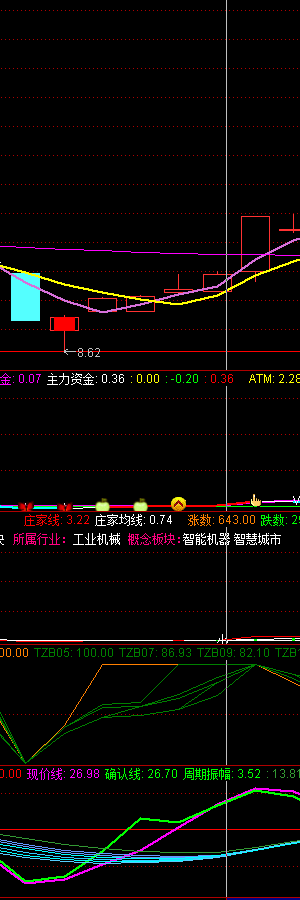 8.62
金: 0.07 主力资金: 0.36 : 0.00 : -0.20 : 0.36 ATM: 2.28
庄家线: 3.22 庄家均线: 0.74 涨数: 643.00 跌数: 29
所属行业: 工业机械 概念板块: 智能机器 智慧城市
00.00 TZB05: 100.00 TZB07: 86.93 TZB09: 82.10 TZB1
0.00 现价线: 26.98 确认线: 26.70 周期振幅: 3.52 : 13.81